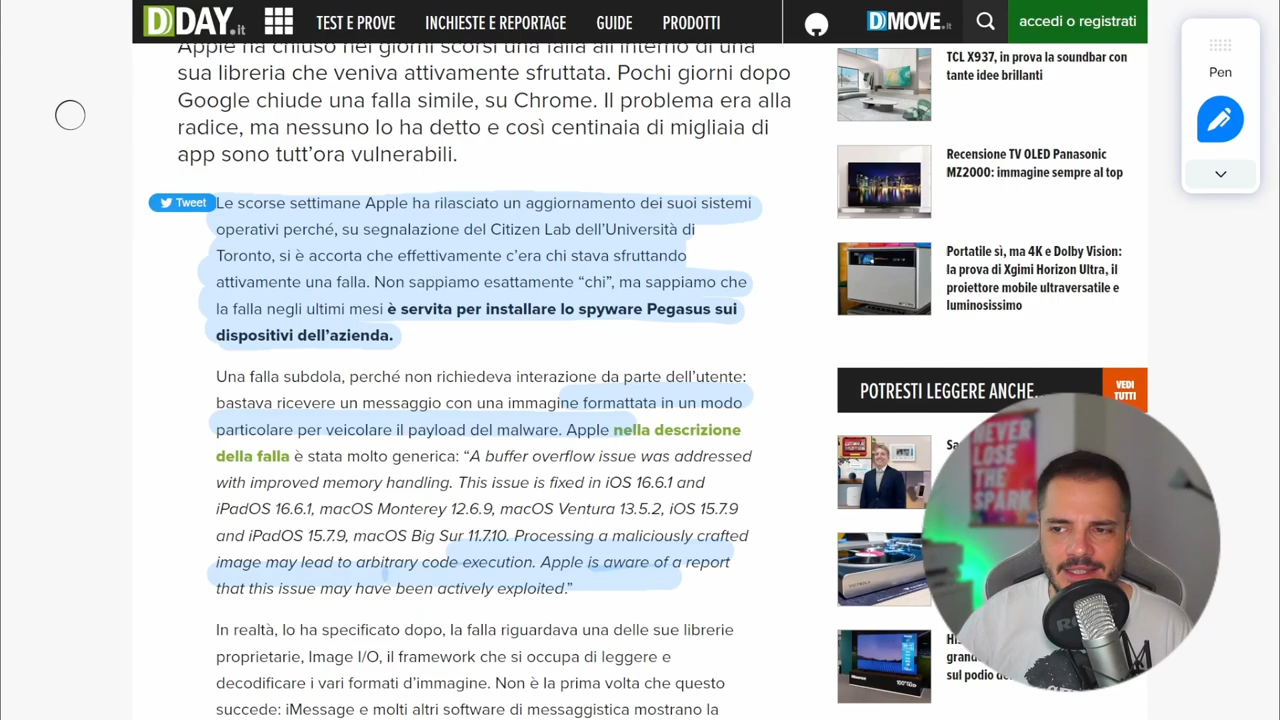 DDAY.it
TEST E PROVE
INCHIESTE E REPORTAGE
GUIDE
PRODOTTI
DMOVE.it
accedi o registrati
Apple ha chiuso nei giorni scorsi una falla all'interno di una
sua libreria che veniva attivamente sfruttata. Pochi giorni dopo
Google chiude una falla simile, su Chrome. Il problema era alla
radice, ma nessuno lo ha detto e così centinaia di migliaia di
app sono tutt'ora vulnerabili.
Tweet
Le scorse settimane Apple ha rilasciato un aggiornamento dei suoi sistemi
operativi perché, su segnalazione del Citizen Lab dell'Università di
Toronto, si è accorta che effettivamente c'era chi stava sfruttando
attivamente una falla. Non sappiamo esattamente “chi”, ma sappiamo che
la falla negli ultimi mesi è servita per installare lo spyware Pegasus sui
dispositivi dell'azienda.
Una falla subdola, perché non richiedeva interazione da parte dell'utente:
bastava ricevere un messaggio con una immagine formattata in un modo
particolare per veicolare il payload del malware. Apple nella descrizione
della falla è stata molto generica: “A buffer overflow issue was addressed
with improved memory handling. This issue is fixed in iOS 16.6.1 and
iPadOS 16.6.1, macOS Monterey 12.6.9, macOS Ventura 13.5.2, iOS 15.7.9
and iPadOS 15.7.9, macOS Big Sur 11.7.10. Processing a maliciously crafted
image may lead to arbitrary code execution. Apple is aware of a report
that this issue may have been actively exploited.”
In realtà, lo ha specificato dopo, la falla riguardava una delle sue librerie
proprietarie, Image I/O, il framework che si occupa di leggere e
decodificare i vari formati d'immagine. Non è la prima volta che questo
succede: iMessage e molti altri software di messaggistica mostrano la
TCL X937, in prova la soundbar con
tante idee brillanti
Recensione TV OLED Panasonic
MZ2000: immagine sempre al top
Portatile sì, ma 4K e Dolby Vision:
la prova di Xgimi Horizon Ultra, il
proiettore mobile ultraversatile e
luminosissimo
POTRESTI LEGGERE ANCHE...
VEDI
TUTTI
sul podio
Pen
NEVER
LOSE
THE
SPARK